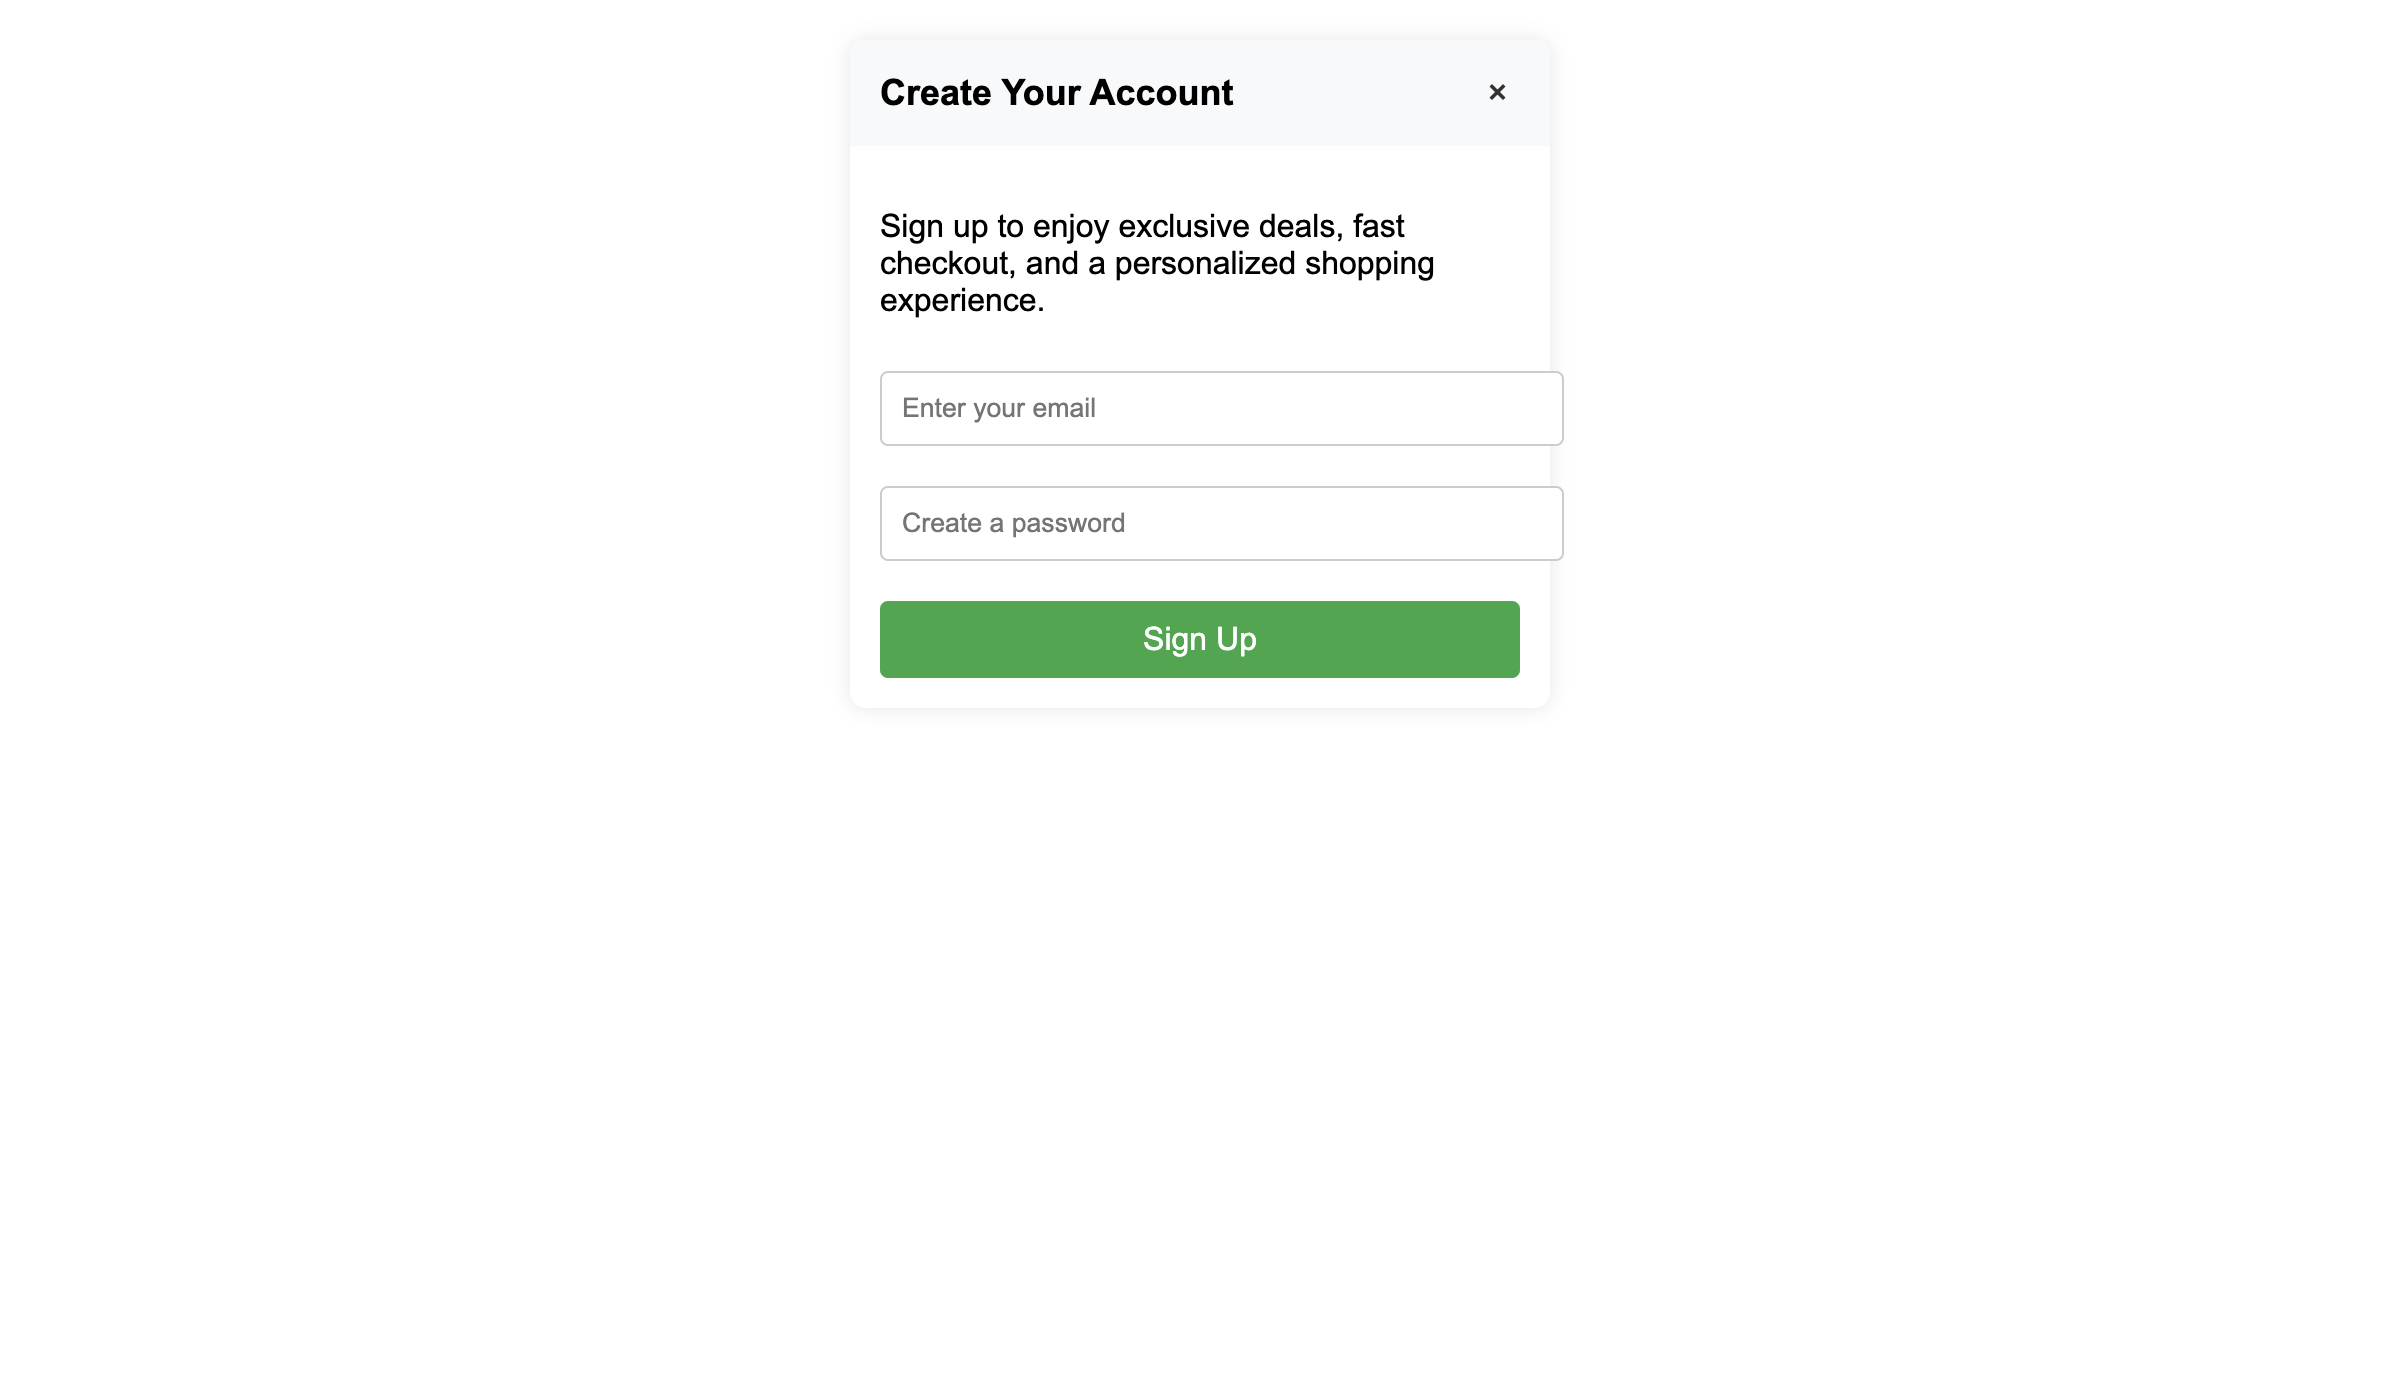 Create Your Account ×
Sign up to enjoy exclusive deals, fast
checkout, and a personalized shopping
experience.
Enter your email
Create a password
Sign Up